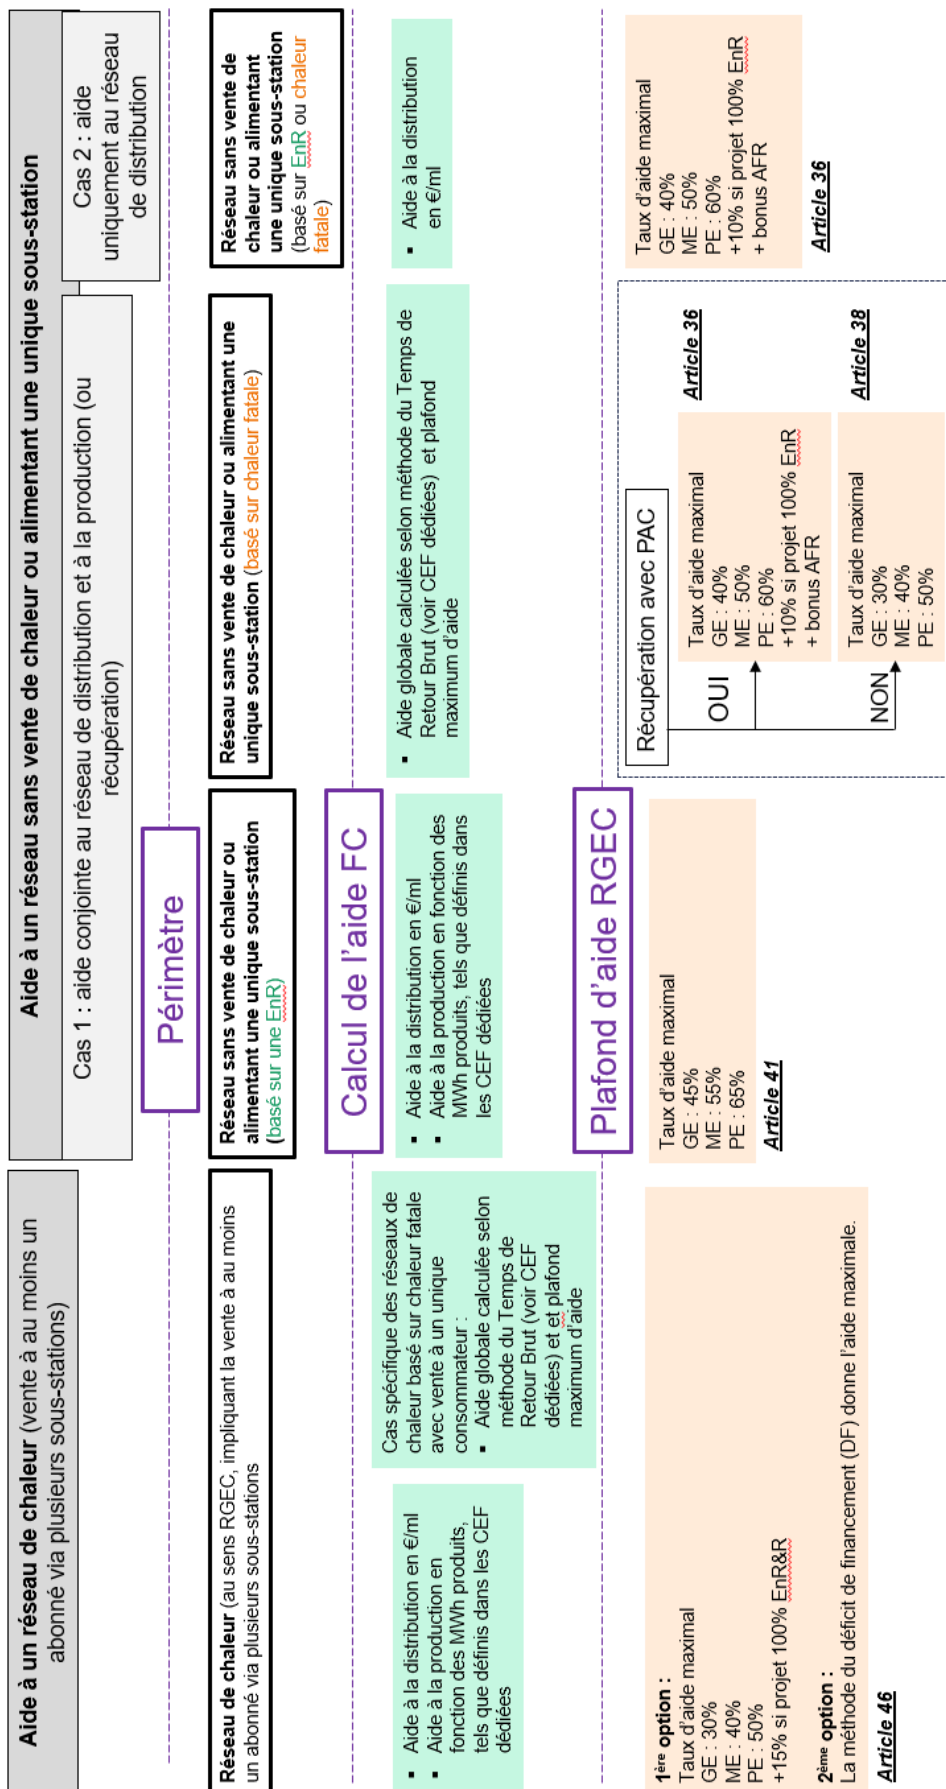 Aide à un réseau de chaleur (vente à au moins un
abonné via plusieurs sous-stations)
Aide à un réseau sans vente de chaleur ou alimentant une unique sous-station
Cas 1 : aide conjointe au réseau de distribution et à la production (ou
récupération)
Cas 2 : aide
uniquement au réseau
de distribution
Périmètre
Réseau de chaleur (au sens RGEC, impliquant la vente à au moins
un abonné via plusieurs sous-stations
Réseau sans vente de chaleur ou
alimentant une unique sous-station
(basé sur une EnR)
Réseau sans vente de chaleur ou alimentant une
unique sous-station (basé sur chaleur fatale)
Réseau sans vente de
chaleur ou alimentant
une unique sous-station
(basé sur EnR ou chaleur
fatale)
Calcul de l'aide FC
▪ Aide à la distribution en €/ml
▪ Aide à la production en
fonction des MWh produits,
tels que définis dans les CEF
dédiées
Cas spécifique des réseaux de
chaleur basé sur chaleur fatale
avec vente à un unique
consommateur :
▪ Aide globale calculée selon
méthode du Temps de
Retour Brut (voir CEF
dédiées) et et plafond
maximum d'aide
▪ Aide à la distribution en €/ml
▪ Aide à la production en fonction des
MWh produits, tels que définis dans
les CEF dédiées
▪ Aide globale calculée selon méthode du Temps de
Retour Brut (voir CEF dédiées) et plafond
maximum d'aide
▪ Aide à la distribution
en €/ml
Plafond d'aide RGEC
1ère option :
Taux d'aide maximal
GE : 30%
ME : 40%
PE : 50%
+15% si projet 100% EnR&R
2ème option :
La méthode du déficit de financement (DF) donne l'aide maximale.
Article 46
Taux d'aide maximal
GE : 45%
ME : 55%
PE : 65%
Article 41
Récupération avec PAC
OUI
Taux d'aide maximal
GE : 40%
ME : 50%
PE : 60%
+10% si projet 100% EnR
+ bonus AFR
Article 36
NON
Taux d'aide maximal
GE : 30%
ME : 40%
PE : 50%
Article 38
Taux d'aide maximal
GE : 40%
ME : 50%
PE : 60%
+10% si projet 100% EnR
+ bonus AFR
Article 36